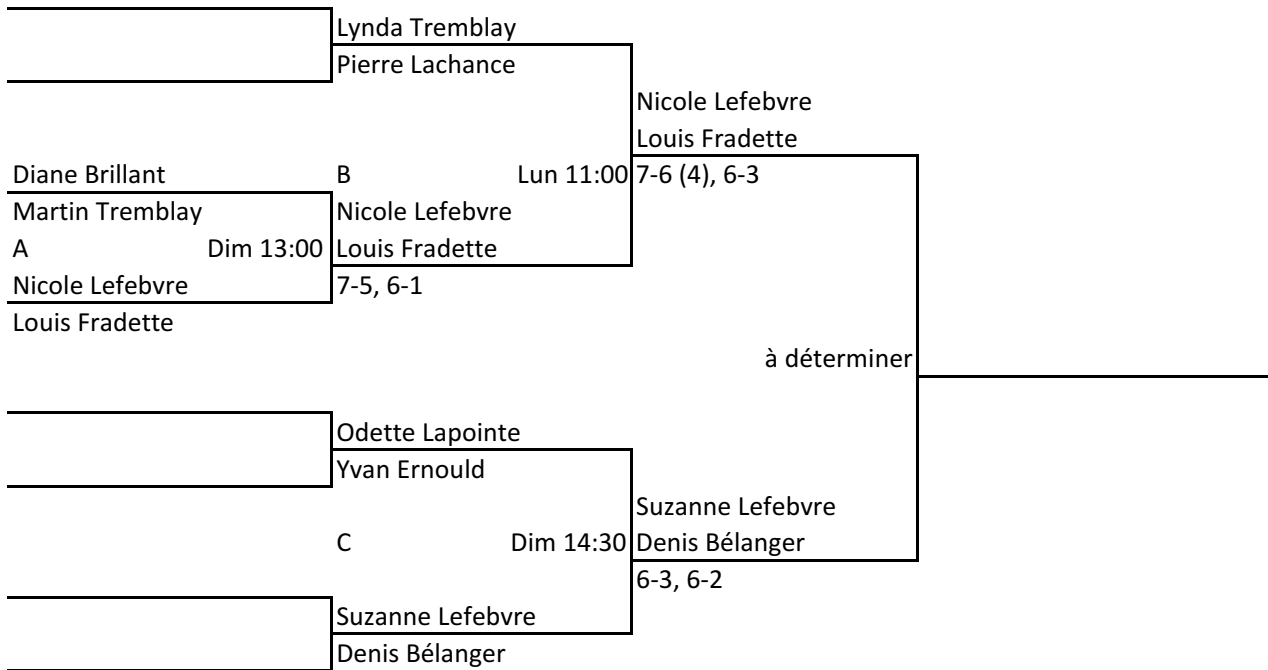 Lynda Tremblay
Pierre Lachance
Nicole Lefebvre
Louis Fradette
Diane Brillant B Lun 11:00 7-6 (4), 6-3
Martin Tremblay Nicole Lefebvre
A Dim 13:00 Louis Fradette
Nicole Lefebvre 7-5, 6-1
Louis Fradette
à déterminer
Odette Lapointe
Yvan Ernould
Suzanne Lefebvre
C Dim 14:30 Denis Bélanger
6-3, 6-2
Suzanne Lefebvre
Denis Bélanger